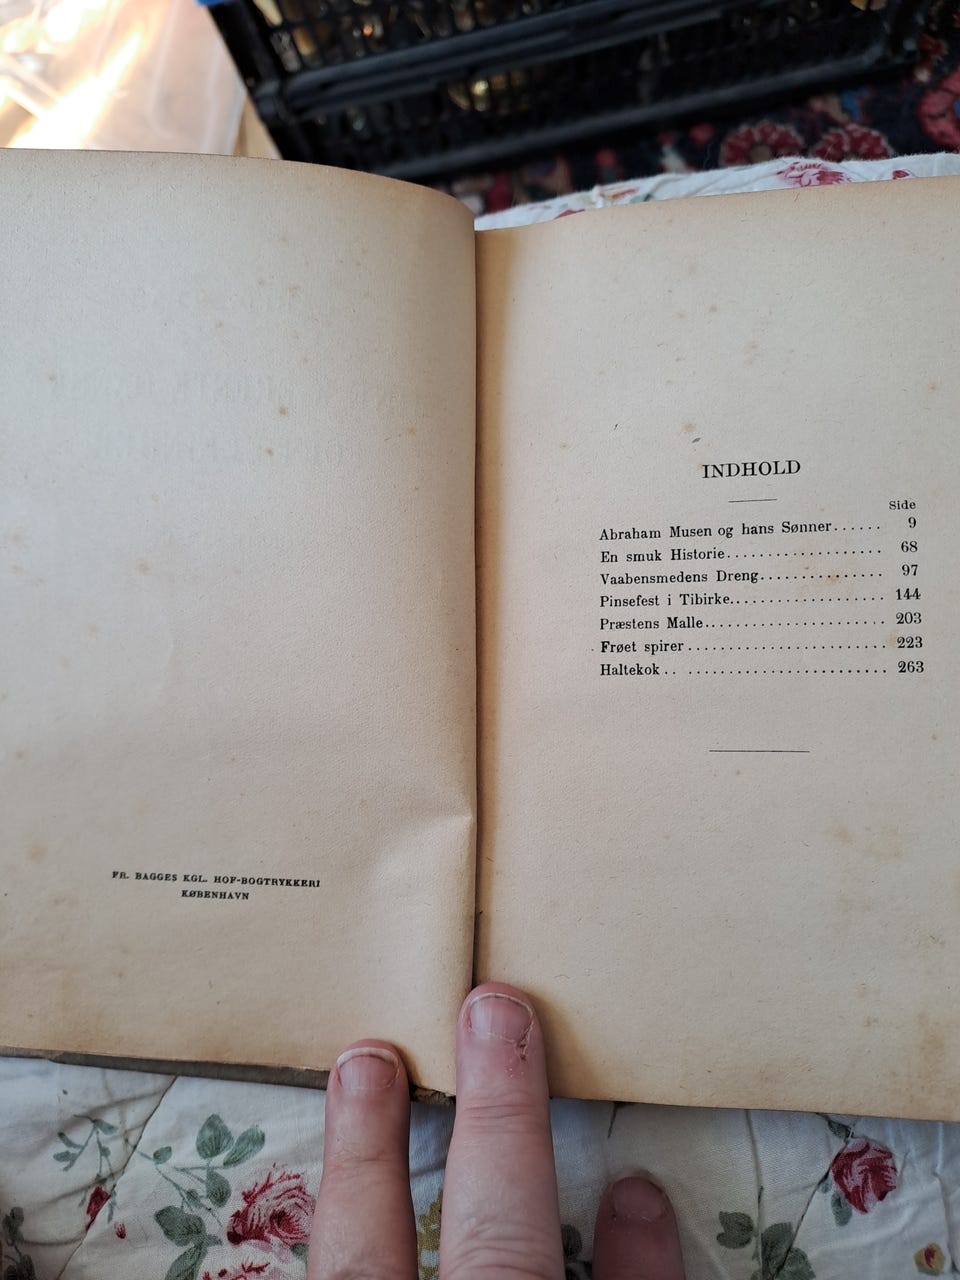 FR. BAGGES KGL. HOF-BOGTRYKKERI
KØBENHAVN
INDHOLD
Side
Abraham Musen og hans Sønner...... 9
En smuk Historie................... 68
Vaabensmedens Dreng............... 97
Pinsefest i Tibirke.................... 144
Præstens Malle....................... 203
Frøet spirer......................... 223
Haltekok.. ........................ 263